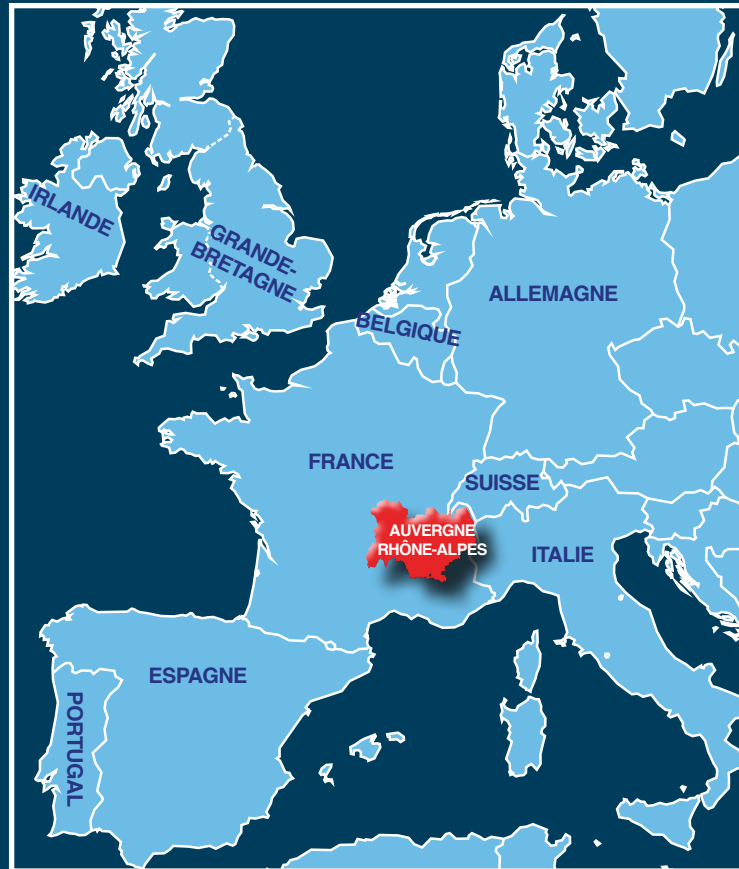 IRLANDE
GRANDE-
BRETAGNE
ALLEMAGNE
BELGIQUE
FRANCE
SUISSE
AUVERGNE
RHÔNE-ALPES
ITALIE
ESPAGNE
PORTUGAL